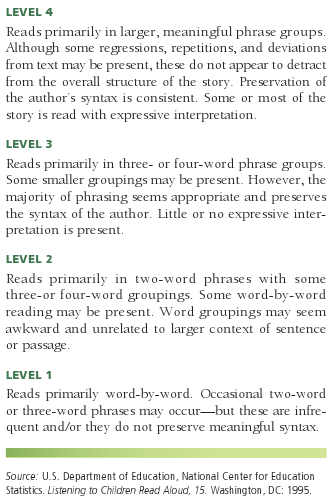 LEVEL 4
Reads primarily in larger, meaningful phrase groups.
Although some regressions, repetitions, and deviations
from text may be present, these do not appear to detract
from the overall structure of the story. Preservation of
the author's syntax is consistent. Some or most of the
story is read with expressive interpretation.
LEVEL 3
Reads primarily in three- or four-word phrase groups.
Some smaller groupings may be present. However, the
majority of phrasing seems appropriate and preserves
the syntax of the author. Little or no expressive inter-
pretation is present.
LEVEL 2
Reads primarily in two-word phrases with some
three-or four-word groupings. Some word-by-word
reading may be present. Word groupings may seem
awkward and unrelated to larger context of sentence
or passage.
LEVEL 1
Reads primarily word-by-word. Occasional two-word
or three-word phrases may occur—but these are infre-
quent and/or they do not preserve meaningful syntax.
Source: U.S. Department of Education, National Center for Education
Statistics. Listening to Children Read Aloud, 15. Washington, DC: 1995.